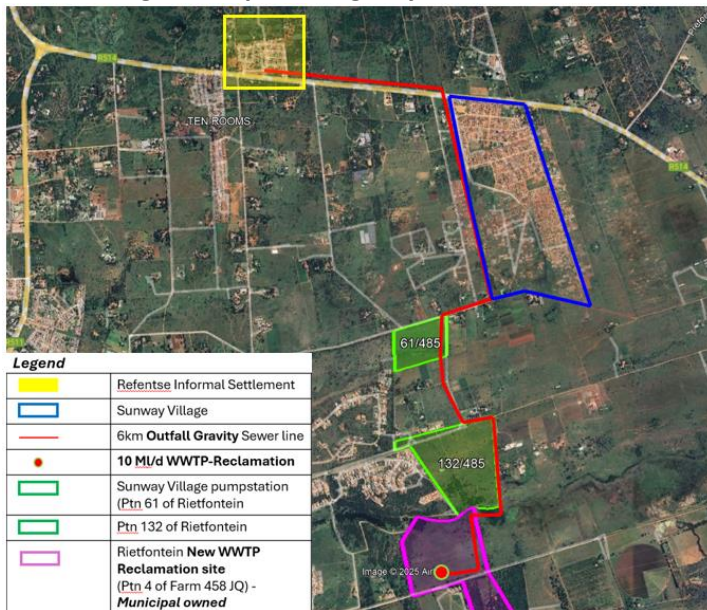 R514
TEN ROOMS
R514
R511
61/485
132/485
Image © 2025 Air
Legend
Refentse Informal Settlement
Sunway Village
6km Outfall Gravity Sewer line
10 Ml/d WWTP-Reclamation
Sunway Village pumpstation
(Ptn 61 of Rietfontein
Ptn 132 of Rietfontein
Rietfontein New WWTP
Reclamation site
(Ptn 4 of Farm 458 JQ) -
Municipal owned